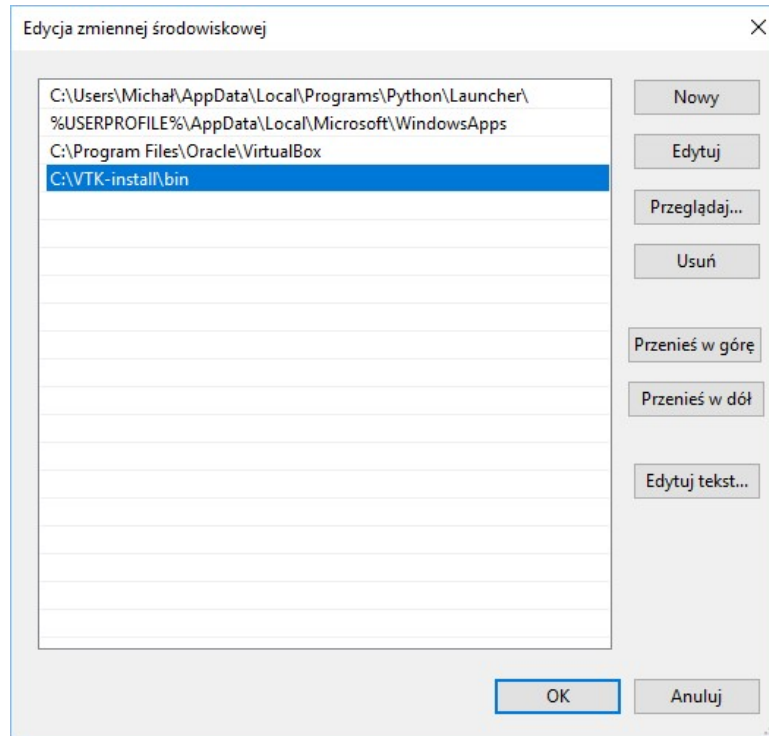 Edycja zmiennej środowiskowej
C:\Users\Michał\AppData\Local\Programs\Python\Launcher\
%USERPROFILE%\AppData\Local\Microsoft\WindowsApps
C:\Program Files\Oracle\VirtualBox
C:\VTK-install\bin
Nowy
Edytuj
Przeglądaj...
Usuń
Przenieś w górę
Przenieś w dół
Edytuj tekst...
OK
Anuluj